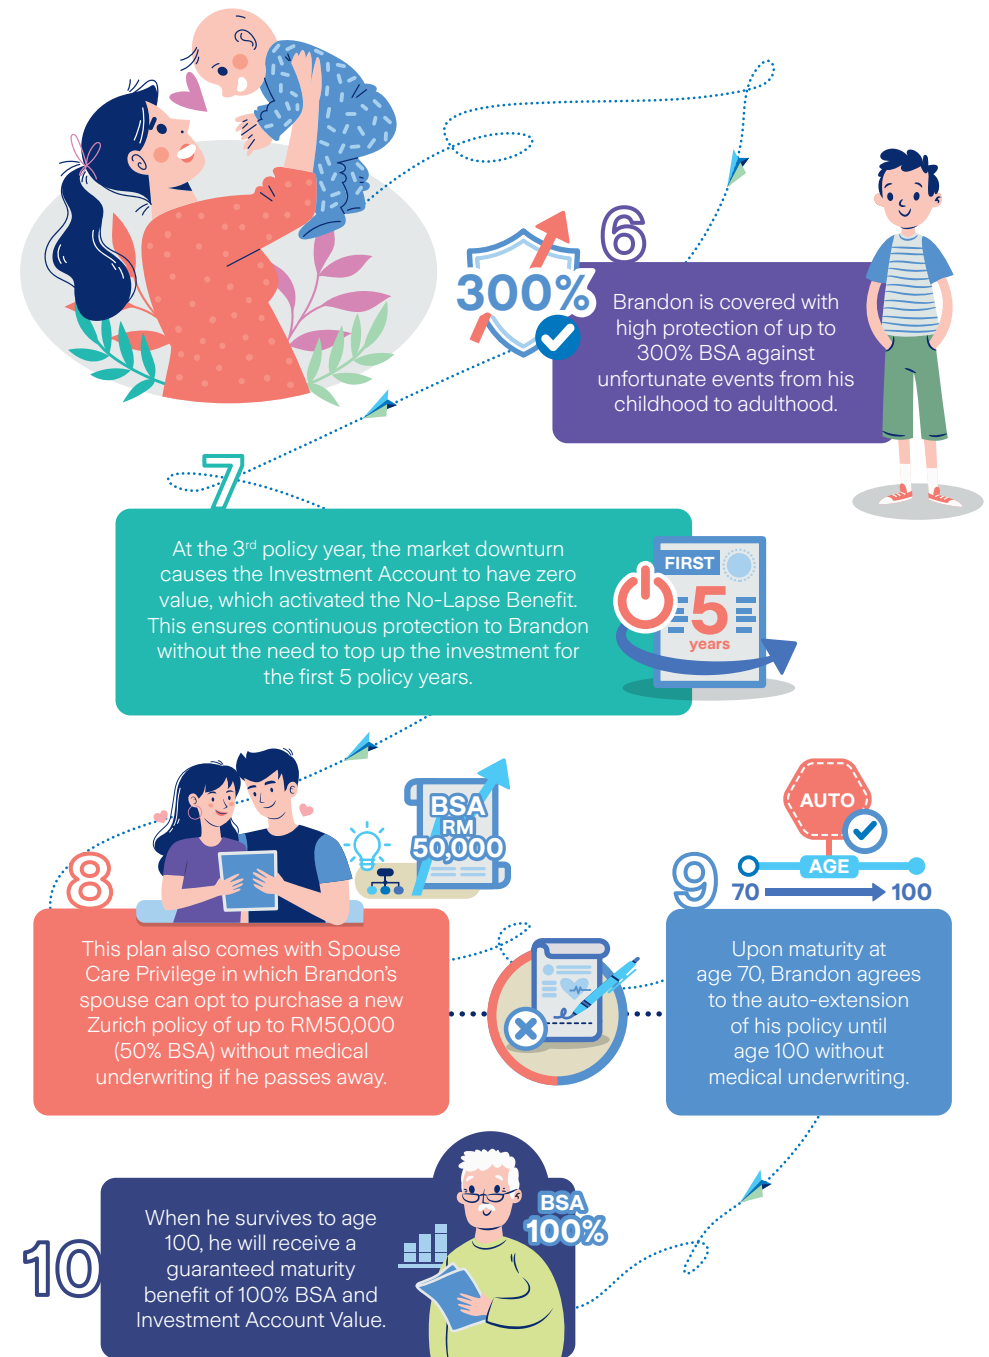 6
300%
Brandon is covered with
high protection of up to
300% BSA against
unfortunate events from his
childhood to adulthood.
7
At the 3rd policy year, the market downturn
causes the Investment Account to have zero
value, which activated the No-Lapse Benefit.
This ensures continuous protection to Brandon
without the need to top up the investment for
the first 5 policy years.
FIRST
5
years
8
BSA
RM
50,000
This plan also comes with Spouse
Care Privilege in which Brandon's
spouse can opt to purchase a new
Zurich policy of up to RM50,000
(50% BSA) without medical
underwriting if he passes away.
9
AUTO
AGE
70 100
Upon maturity at
age 70, Brandon agrees
to the auto-extension
of his policy until
age 100 without
medical underwriting.
10
When he survives to age
100, he will receive a
guaranteed maturity
benefit of 100% BSA and
Investment Account Value.
BSA
100%